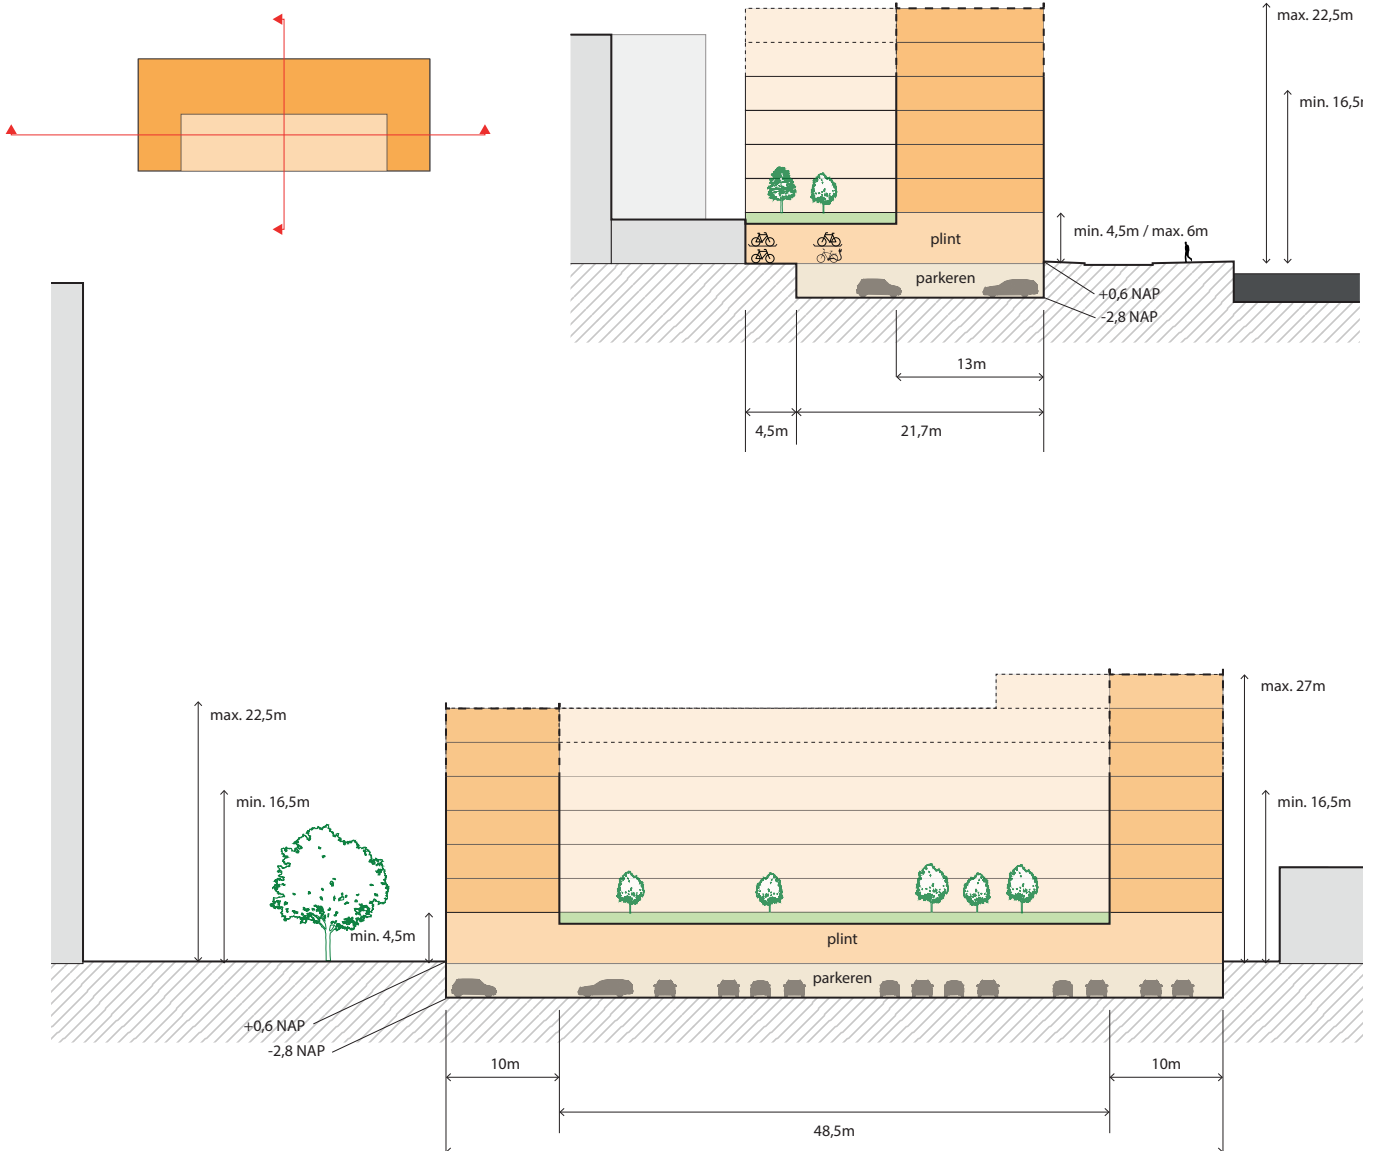 max. 22,5m
min. 16,5m
min. 4,5m / max. 6m
plint
parkeren
+0,6 NAP
-2,8 NAP
13m
4,5m
21,7m
max. 27m
max. 22,5m
min. 16,5m
min. 16,5m
min. 4,5m
plint
parkeren
+0,6 NAP
-2,8 NAP
10m
10m
48,5m